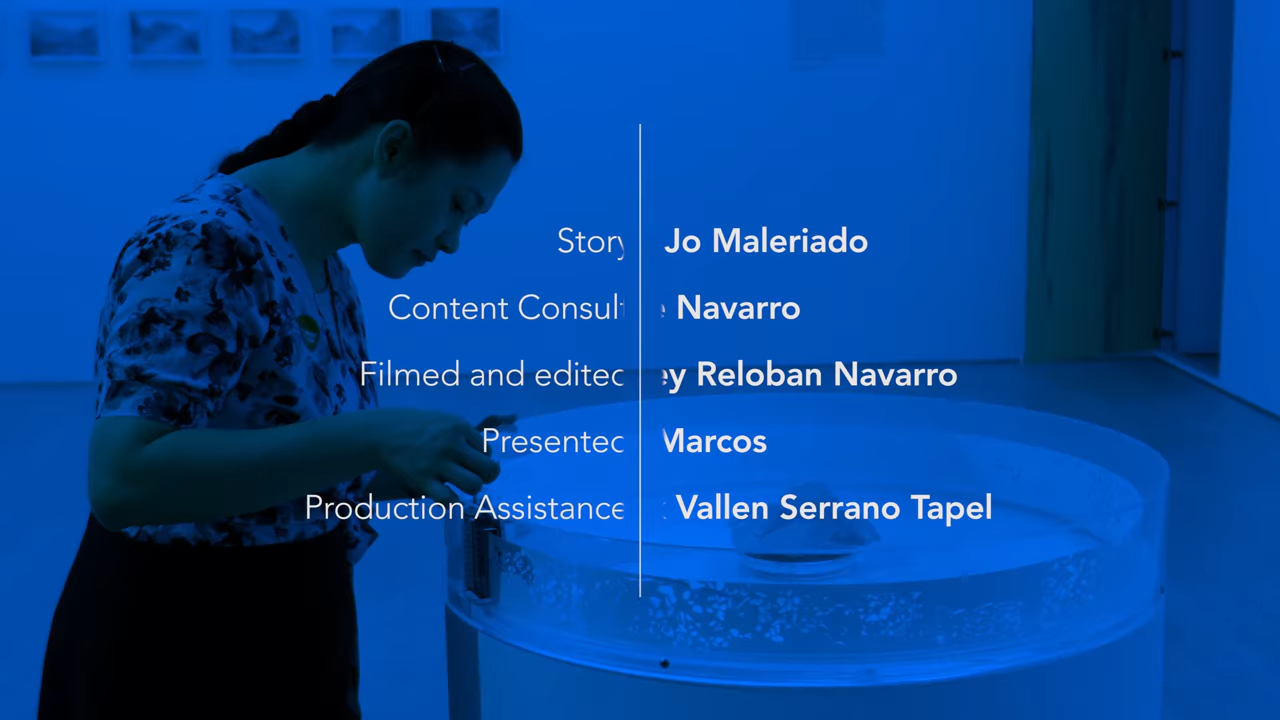 Story Jo Maleriado
Content Navarro
Filmed and Reloban Navarro
Marcos
Production Assistance Vallen Serrano Tapel